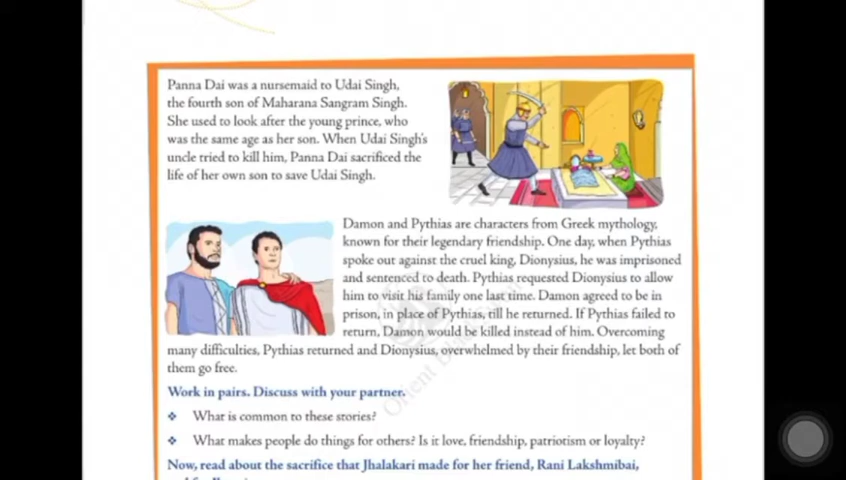 Panna Dai was a nursemaid to Udai Singh,
the fourth son of Maharana Sangram Singh.
She used to look after the young prince, who
was the same age as her son. When Udai Singh's
uncle tried to kill him, Panna Dai sacrificed the
life of her own son to save Udai Singh.
Damon and Pythias are characters from Greek mythology,
known for their legendary friendship. One day, when Pythias
spoke out against the cruel king, Dionysius, he was imprisoned
and sentenced to death. Pythias requested Dionysius to allow
him to visit his family one last time. Damon agreed to be in
prison, in place of Pythias, till he returned. If Pythias failed to
return, Damon would be killed instead of him. Overcoming
many difficulties, Pythias returned and Dionysius, overwhelmed by their friendship, let both of
them go free.
Work in pairs. Discuss with your partner.
❖ What is common to these stories?
❖ What makes people do things for others? Is it love, friendship, patriotism or loyalty?
Now, read about the sacrifice that Jhalakari made for her friend, Rani Lakshmibai,